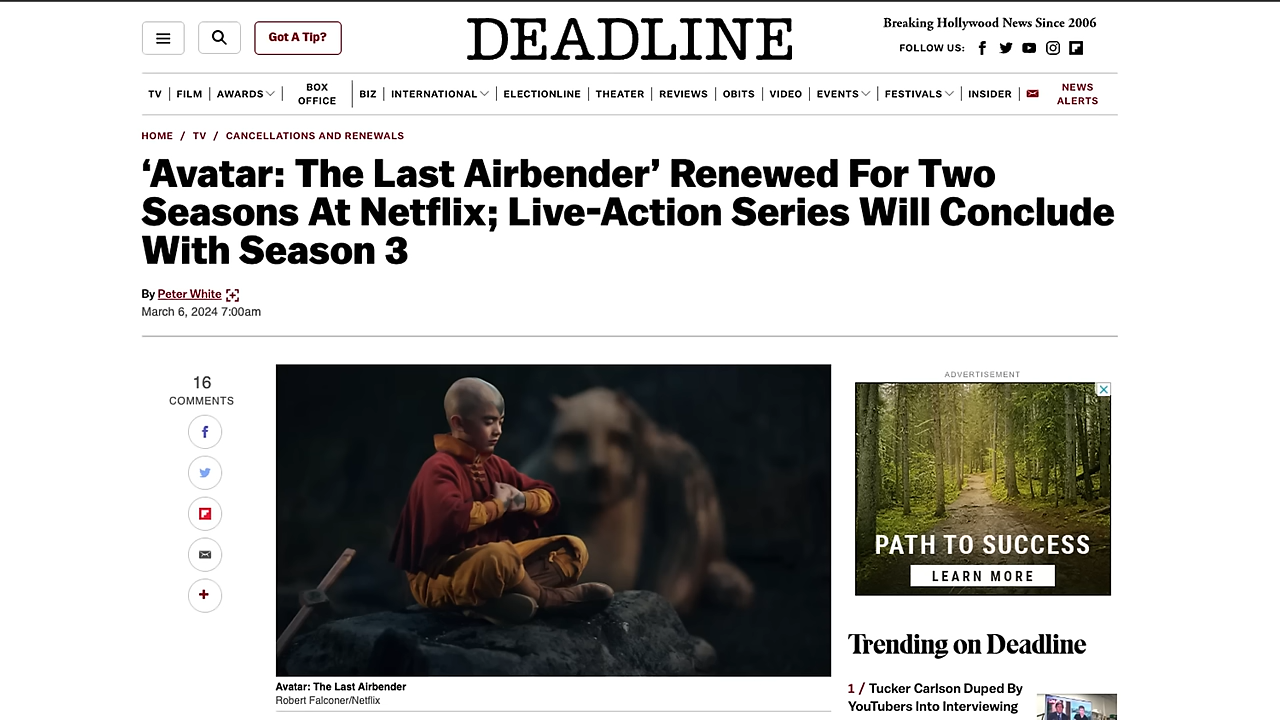 Got A Tip?
DEADLINE
Breaking Hollywood News Since 2006
FOLLOW US:
TV | FILM | AWARDS | BOX OFFICE | BIZ | INTERNATIONAL | ELECTIONLINE | THEATER | REVIEWS | OBITS | VIDEO | EVENTS | FESTIVALS | INSIDER | NEWS ALERTS
HOME / TV / CANCELLATIONS AND RENEWALS
‘Avatar: The Last Airbender’ Renewed For Two
Seasons At Netflix; Live-Action Series Will Conclude
With Season 3
By Peter White
March 6, 2024 7:00am
16
COMMENTS
Avatar: The Last Airbender
Robert Falconer/Netflix
ADVERTISEMENT
PATH TO SUCCESS
LEARN MORE
Trending on Deadline
1 / Tucker Carlson Duped By
YouTubers Into Interviewing